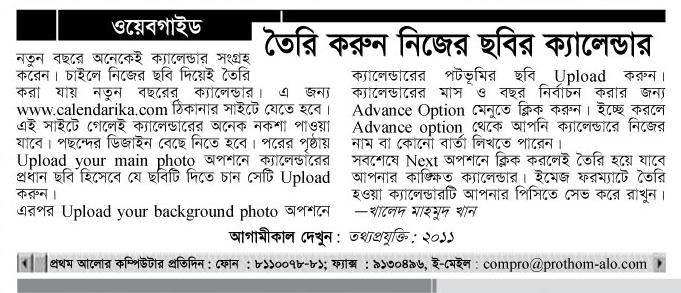 ওয়েবগাইড
তৈরি করুন নিজের ছবির ক্যালেন্ডার
নতুন বছরে অনেকেই ক্যালেন্ডার সংগ্রহ
করেন। চাইলে নিজের ছবি দিয়েই তৈরি
করা যায় নতুন বছরের ক্যালেন্ডার। এ জন্য
www.calendarika.com ঠিকানার সাইটে যেতে হবে।
এই সাইটে গেলেই ক্যালেন্ডারের অনেক নকশা পাওয়া
যাবে। পছন্দের ডিজাইন বেছে নিতে হবে। পরের পৃষ্ঠায়
Upload your main photo অপশনে ক্যালেন্ডারের
প্রধান ছবি হিসেবে যে ছবিটি দিতে চান সেটি Upload
করুন।
এরপর Upload your background photo অপশনে
ক্যালেন্ডারের পটভূমির ছবি Upload করুন।
ক্যালেন্ডারের মাস ও বছর নির্বাচন করার জন্য
Advance Option মেনুতে ক্লিক করুন। ইচ্ছে করলে
Advance option থেকে আপনি ক্যালেন্ডারে নিজের
নাম বা কোনো বার্তা লিখতে পারেন।
সবশেষে Next অপশনে ক্লিক করলেই তৈরি হয়ে যাবে
আপনার কাঙ্ক্ষিত ক্যালেন্ডার। ইমেজ ফরম্যাটে তৈরি
হওয়া ক্যালেন্ডারটি আপনার পিসিতে সেভ করে রাখুন।
—খালেদ মাহমুদ খান
আগামীকাল দেখুন : তথ্যপ্রযুক্তি : ২০১১
প্রথম আলোর কম্পিউটার প্রতিদিন : ফোন : ৮১১০০৭৮-৮১; ফ্যাক্স : ৯১৩০৪৯৬, ই-মেইল : compro@prothom-alo.com